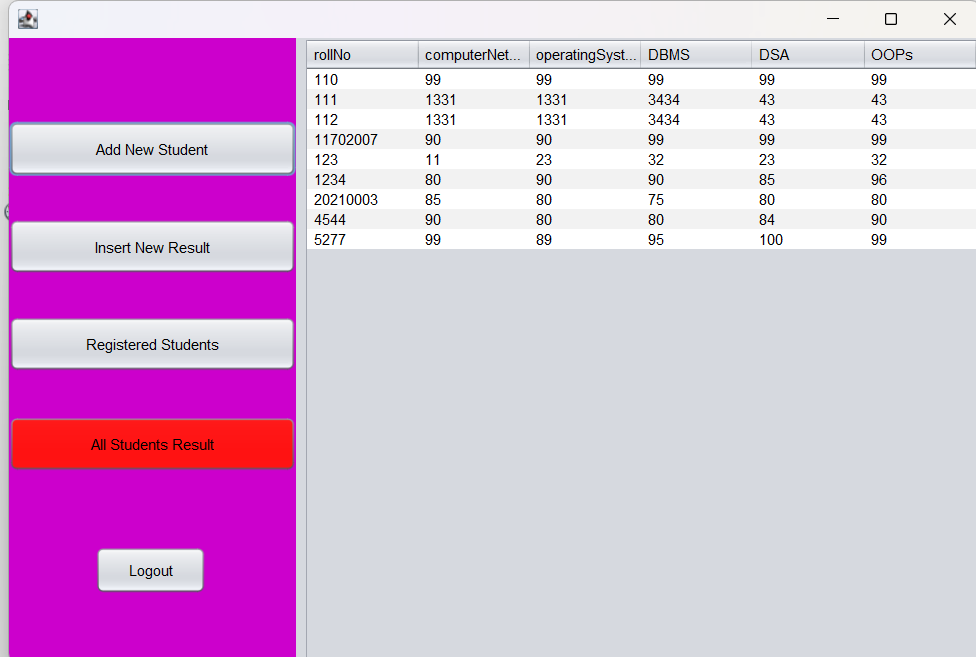 Add New Student
Insert New Result
Registered Students
All Students Result
Logout
rollNo computerNet... operatingSyst... DBMS DSA OOPs
110 99 99 99 99 99
111 1331 1331 3434 43 43
112 1331 1331 3434 43 43
11702007 90 90 99 99 99
123 11 23 32 23 32
1234 80 90 90 85 96
20210003 85 80 75 80 80
4544 90 80 80 84 90
5277 99 89 95 100 99